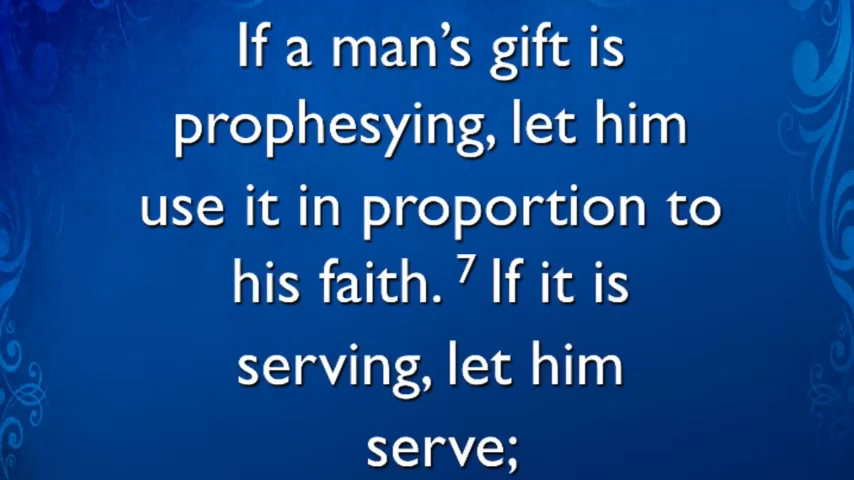 If a man’s gift is
prophesying, let him
use it in proportion to
his faith. ⁷ If it is
serving, let him
serve;